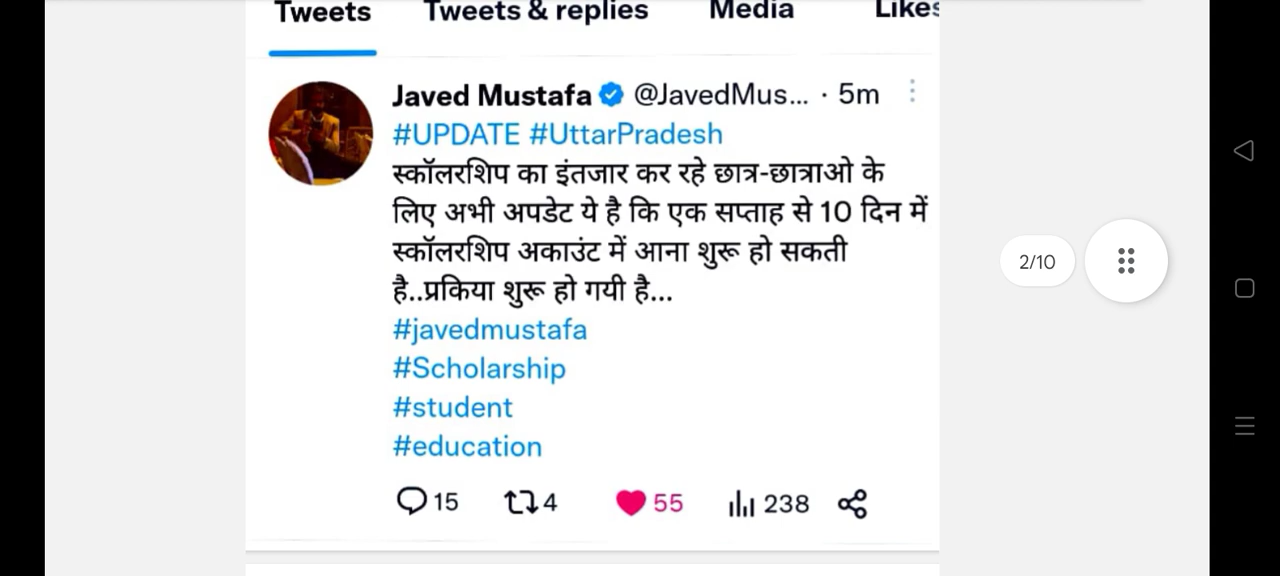 Tweets Tweets & replies Media Likes
Javed Mustafa @JavedMus... · 5m
#UPDATE #UttarPradesh
स्कॉलरशिप का इंतजार कर रहे छात्र-छात्राओ के
लिए अभी अपडेट ये है कि एक सप्ताह से 10 दिन में
स्कॉलरशिप अकाउंट में आना शुरू हो सकती
है..प्रकिया शुरू हो गयी है...
#javedmustafa
#Scholarship
#student
#education
15 4 55 238
2/10